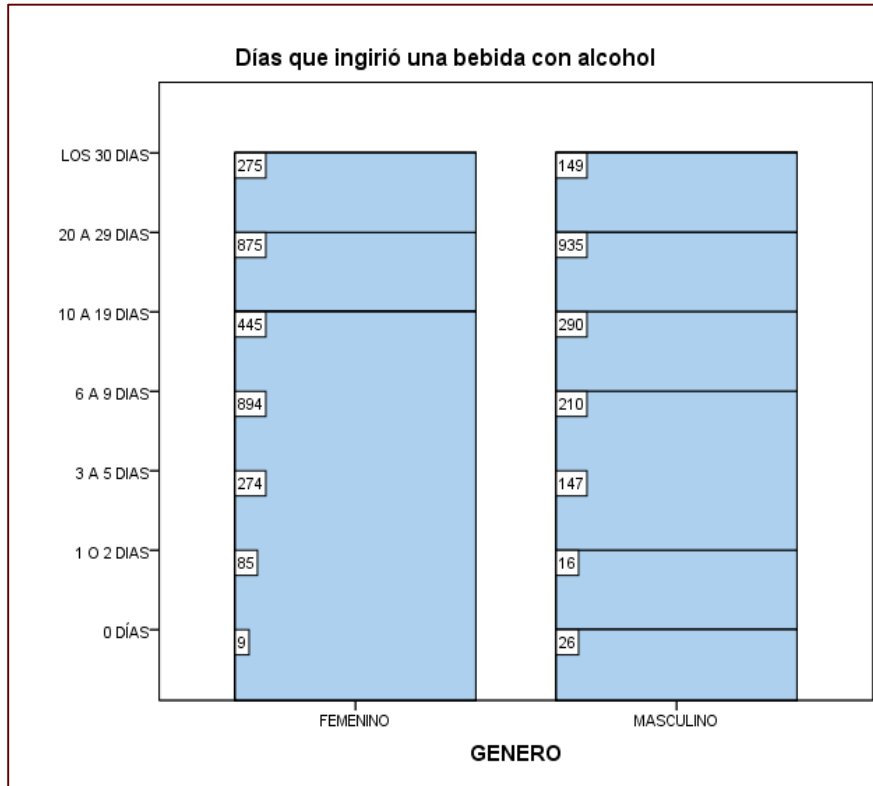 Días que ingirió una bebida con alcohol
LOS 30 DIAS
275
149
20 A 29 DIAS
875
935
10 A 19 DIAS
445
290
6 A 9 DIAS
894
210
3 A 5 DIAS
274
147
1 O 2 DIAS
85
16
0 DÍAS
9
26
FEMENINO
MASCULINO
GENERO